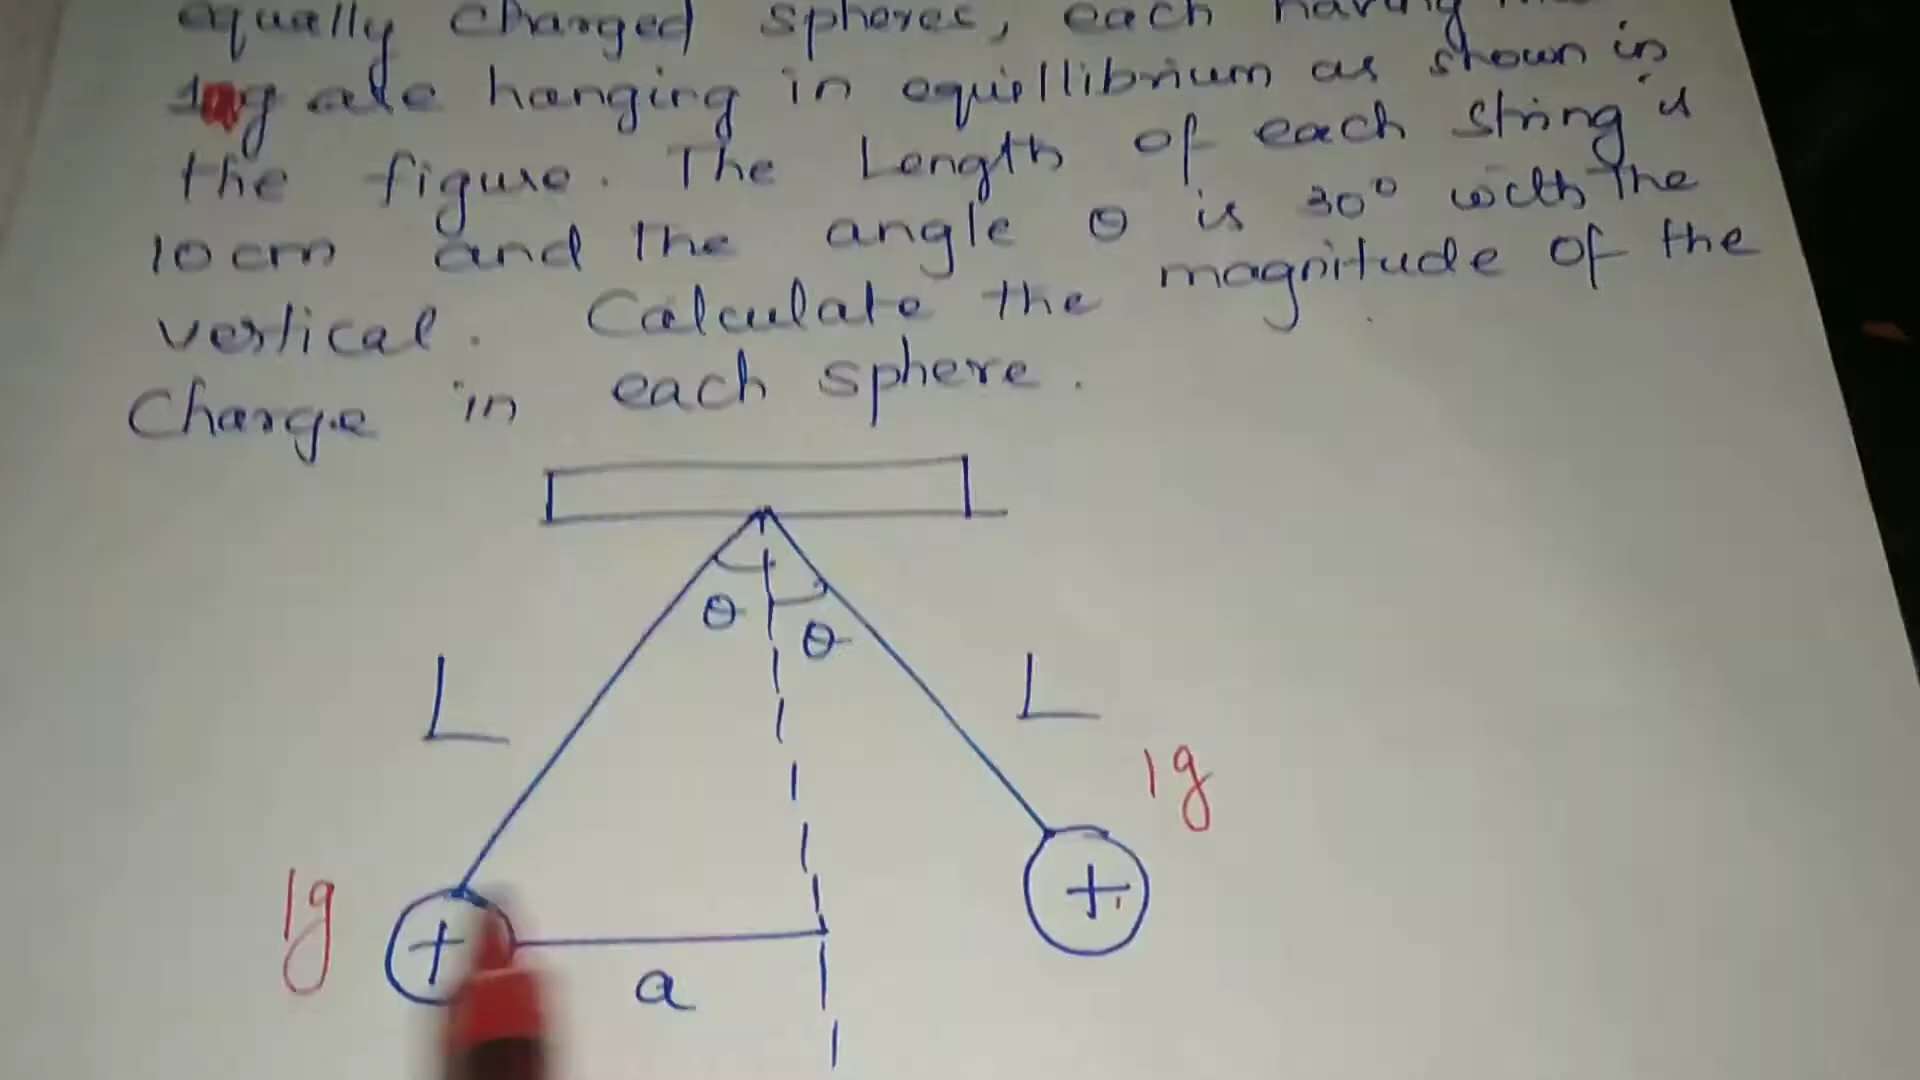 equally charged spheres, each having
1g are hanging in equillibrium as shown in
the figure. The Length of each string is
10cm and the angle θ is 30° with the
vertical. Calculate the magnitude of the
Charge in each sphere.
θ θ
L L
1g
1g + +
a